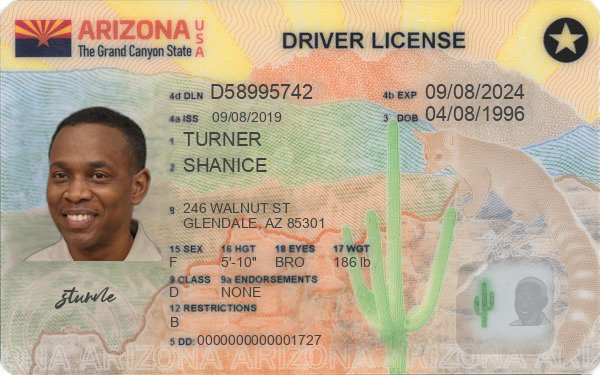 ARIZONA USA
The Grand Canyon State
DRIVER LICENSE
4d DLN D58995742
4b EXP 09/08/2024
4a ISS 09/08/2019
3 DOB 04/08/1996
1 TURNER
2 SHANICE
8 246 WALNUT ST
GLENDALE, AZ 85301
15 SEX 16 HGT 18 EYES 17 WGT
F 5'-10" BRO 186 lb
9 CLASS 9a ENDORSEMENTS
D NONE
12 RESTRICTIONS
B
5 DD: 0000000000001727
sturne
ARIZONA ARIZONA ARIZONA ARIZONA